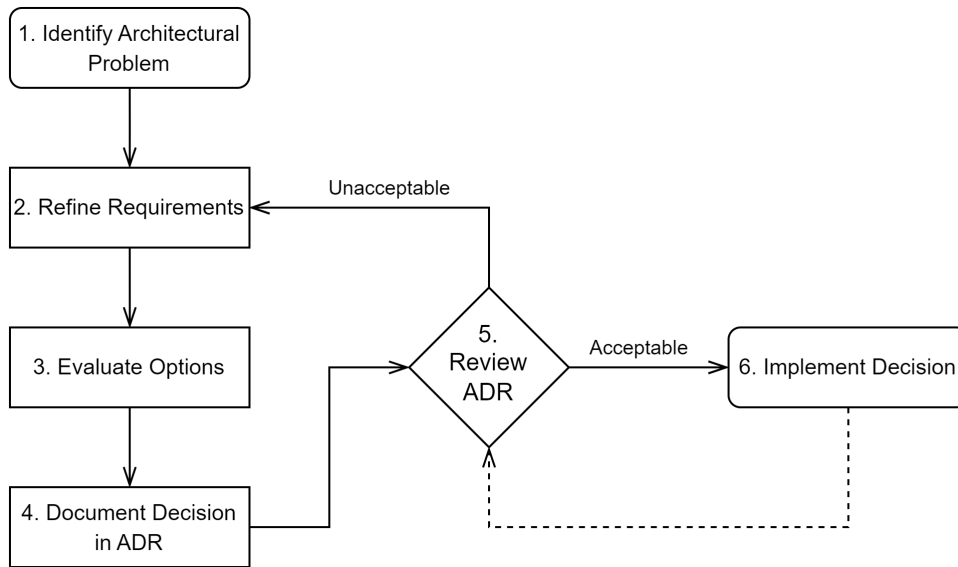 1. Identify Architectural
Problem
2. Refine Requirements
Unacceptable
3. Evaluate Options
4. Document Decision
in ADR
5.
Review
ADR
Acceptable
6. Implement Decision